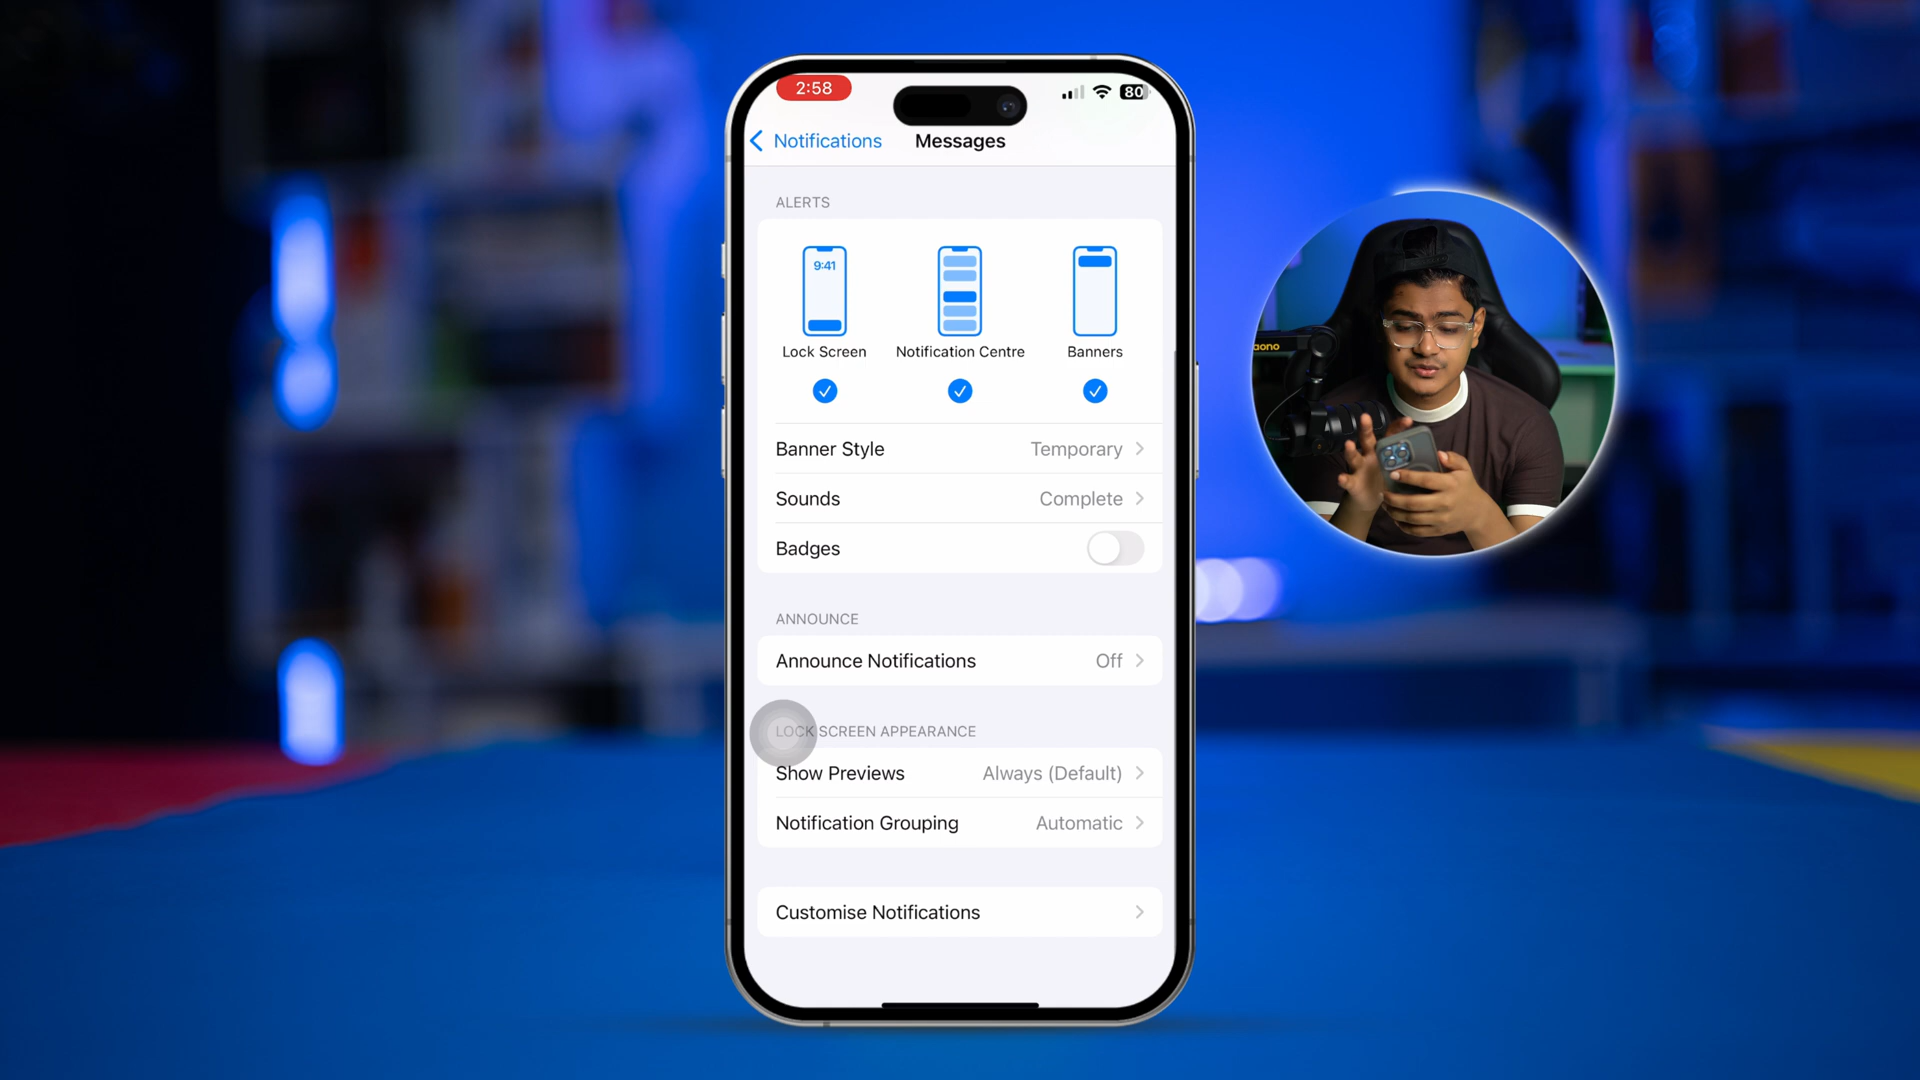 2:58
80
Notifications
Messages
ALERTS
9:41
Lock Screen
Notification Centre
Banners
Banner Style
Temporary
Sounds
Complete
Badges
ANNOUNCE
Announce Notifications
Off
LOCK SCREEN APPEARANCE
Show Previews
Always (Default)
Notification Grouping
Automatic
Customise Notifications
aono